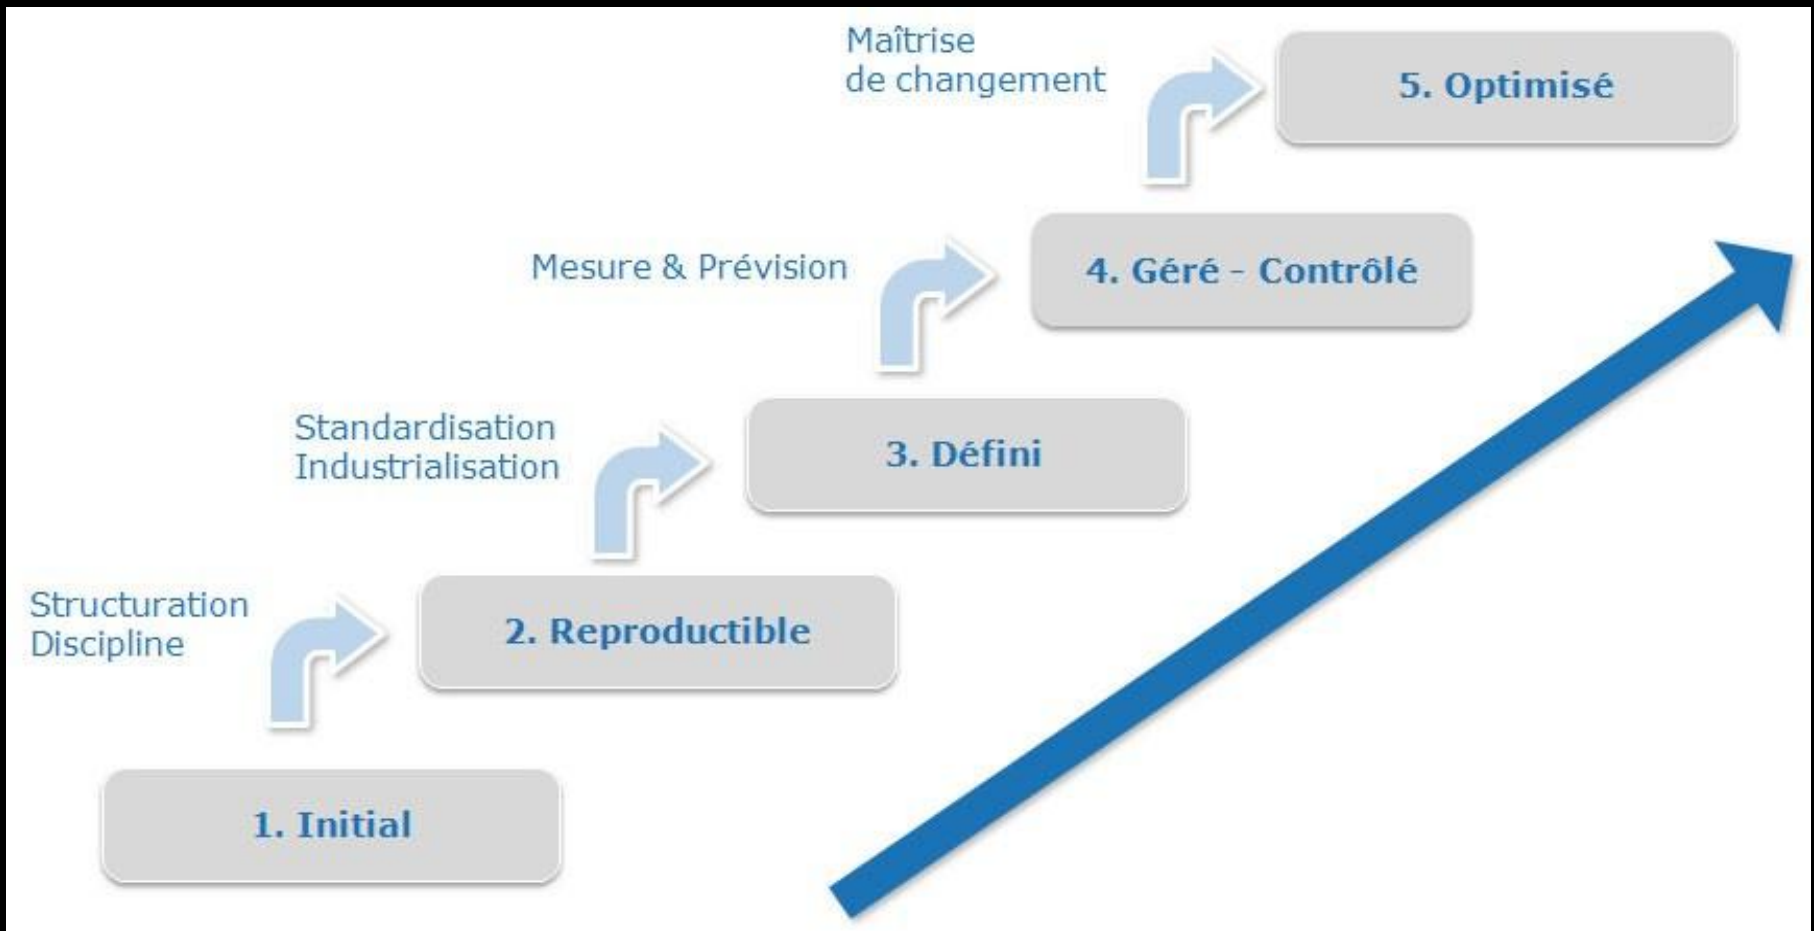 Maîtrise
de changement
5. Optimisé
Mesure & Prévision
4. Géré - Contrôlé
Standardisation
Industrialisation
3. Défini
Structuration
Discipline
2. Reproductible
1. Initial